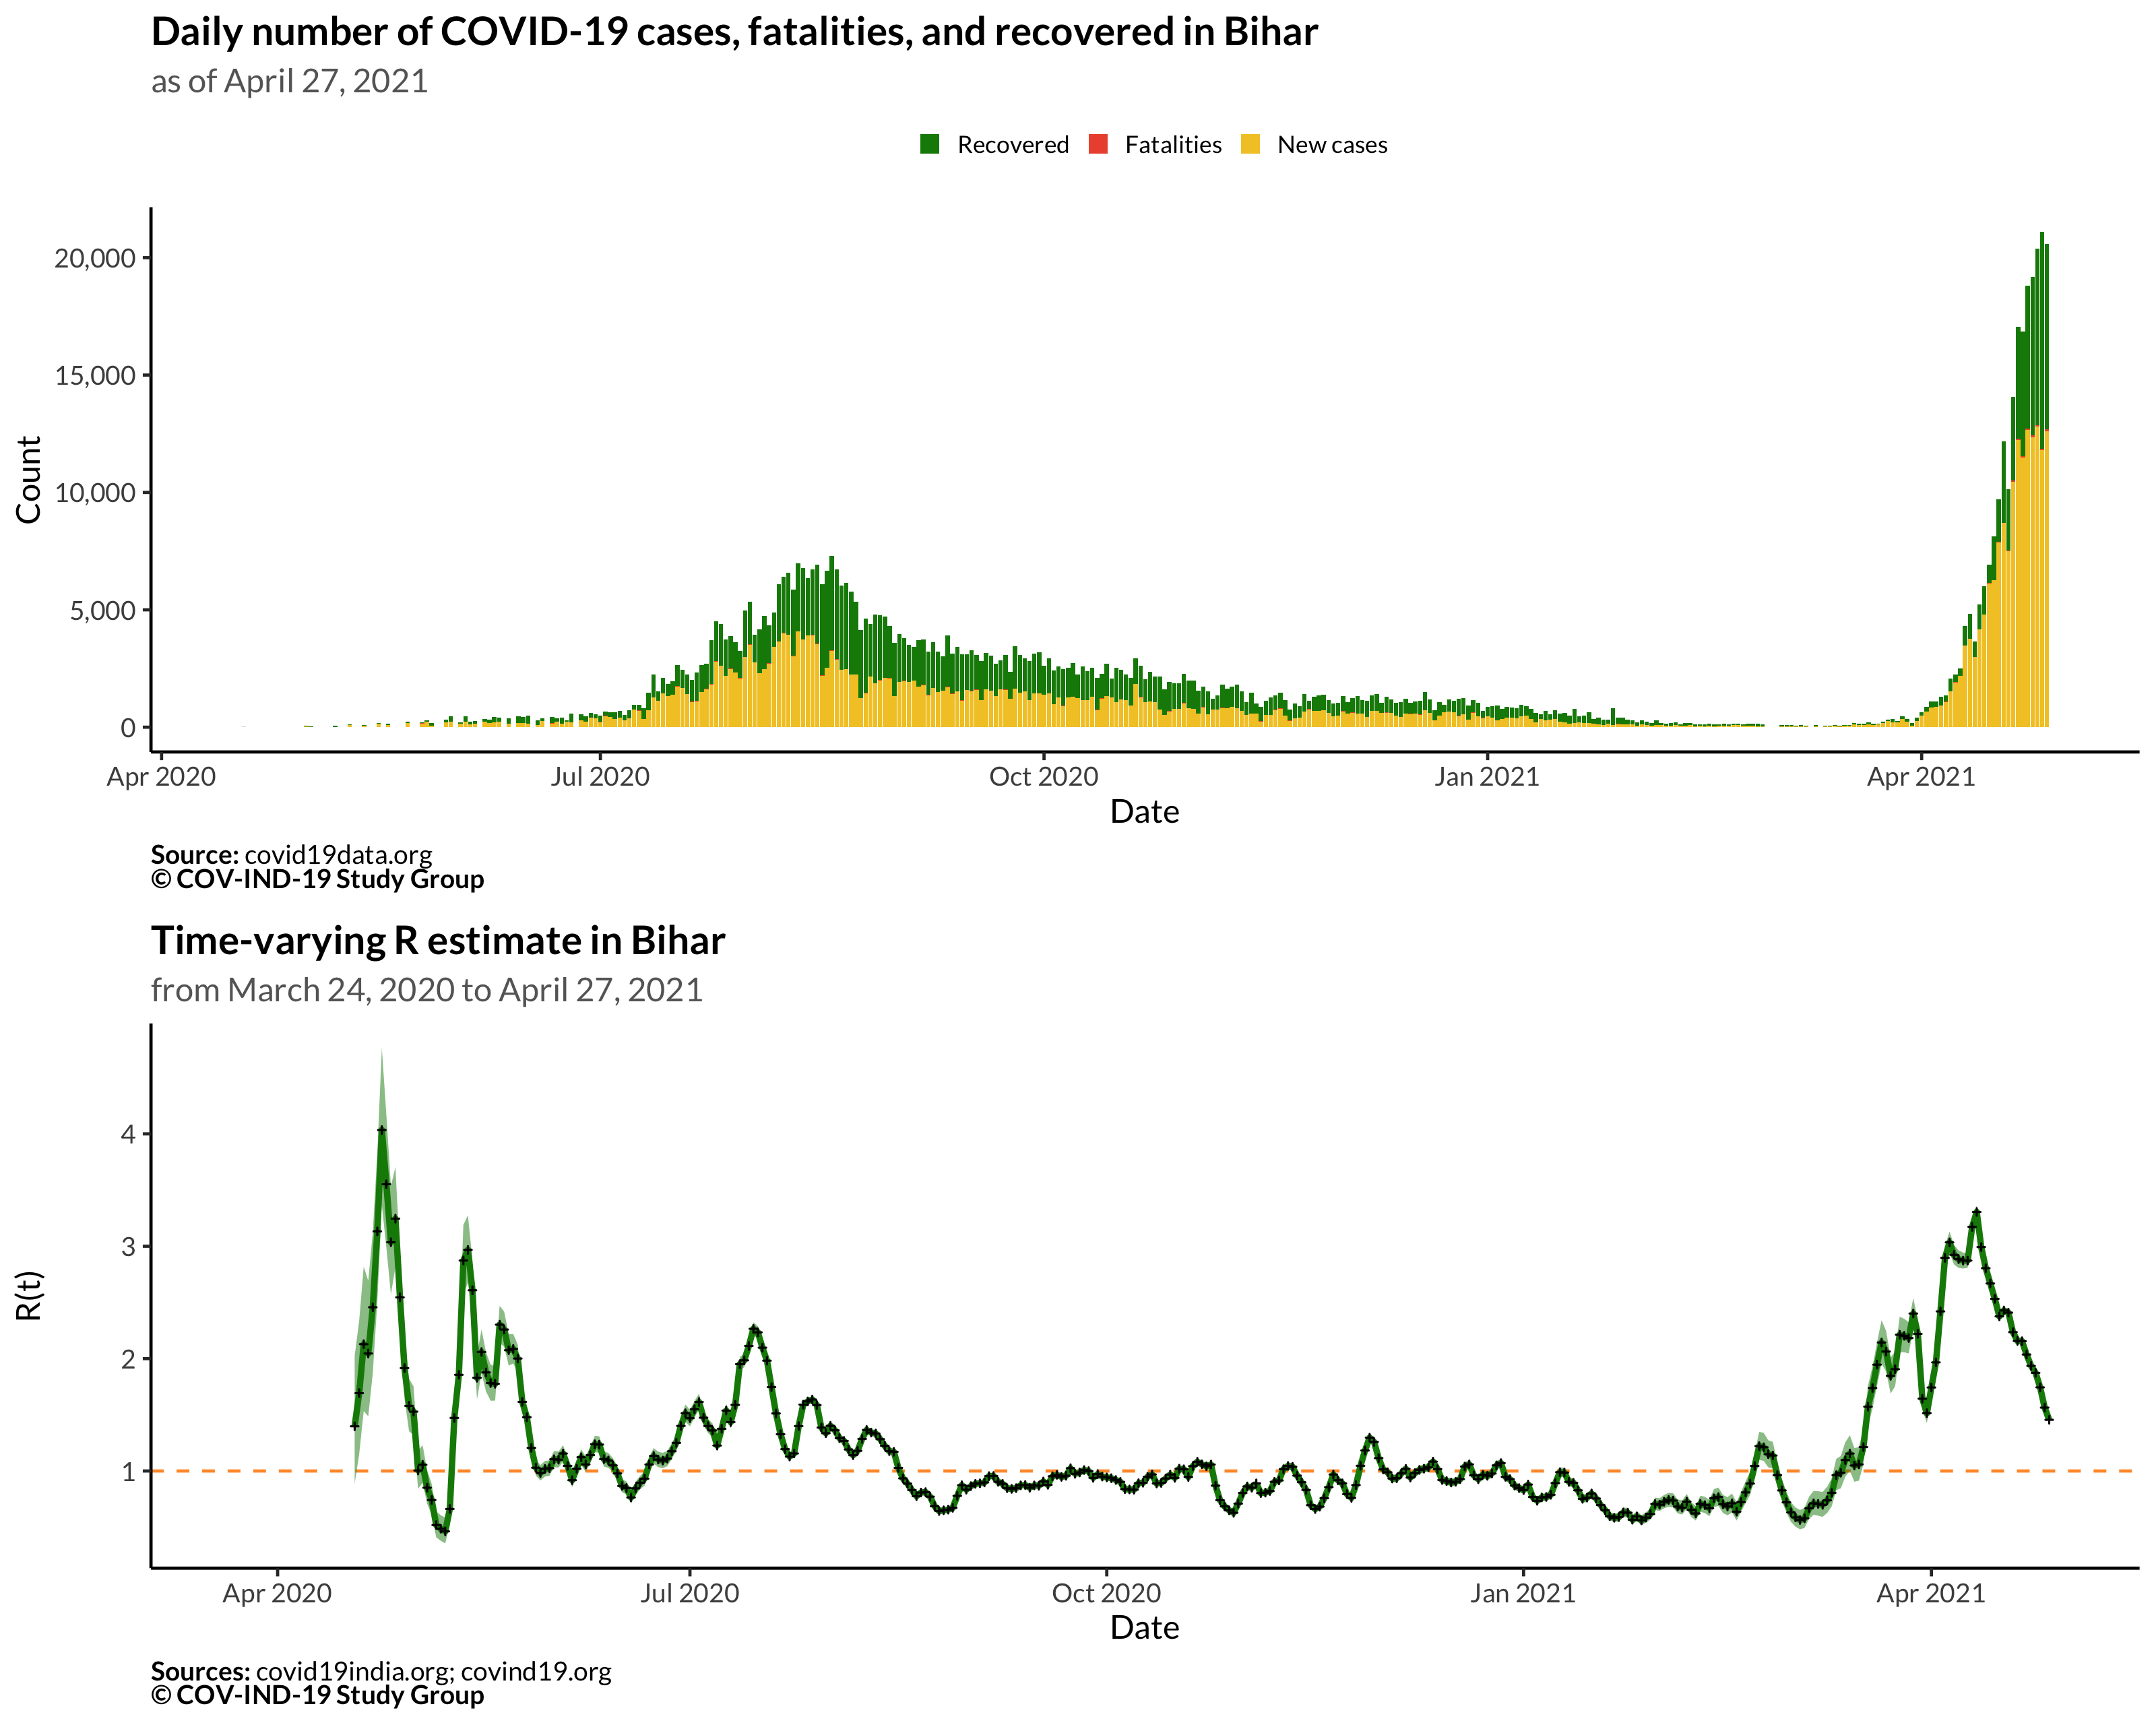 Daily number of COVID-19 cases, fatalities, and recovered in Bihar
as of April 27, 2021
Recovered Fatalities New cases
20,000
15,000
10,000
5,000
0
Count
Apr 2020 Jul 2020 Oct 2020 Jan 2021 Apr 2021
Date
Source: covid19data.org
© COV-IND-19 Study Group
Time-varying R estimate in Bihar
from March 24, 2020 to April 27, 2021
4
3
2
1
R(t)
Apr 2020 Jul 2020 Oct 2020 Jan 2021 Apr 2021
Date
Sources: covid19india.org; covind19.org
© COV-IND-19 Study Group